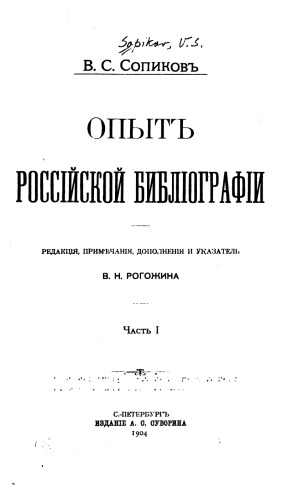 Sopikov, V.S.
В. С. Сопиковъ
ОПЫТЪ
РОССІЙСКОЙ БИБЛІОГРАФІИ
РЕДАКЦІЯ, ПРИМѢЧАНІЯ, ДОПОЛНЕНІЯ И УКАЗАТЕЛЬ
В. Н. РОГОЖИНА
Часть I
С.-ПЕТЕРБУРГЪ
ИЗДАНІЕ А. С. СУВОРИНА
1904